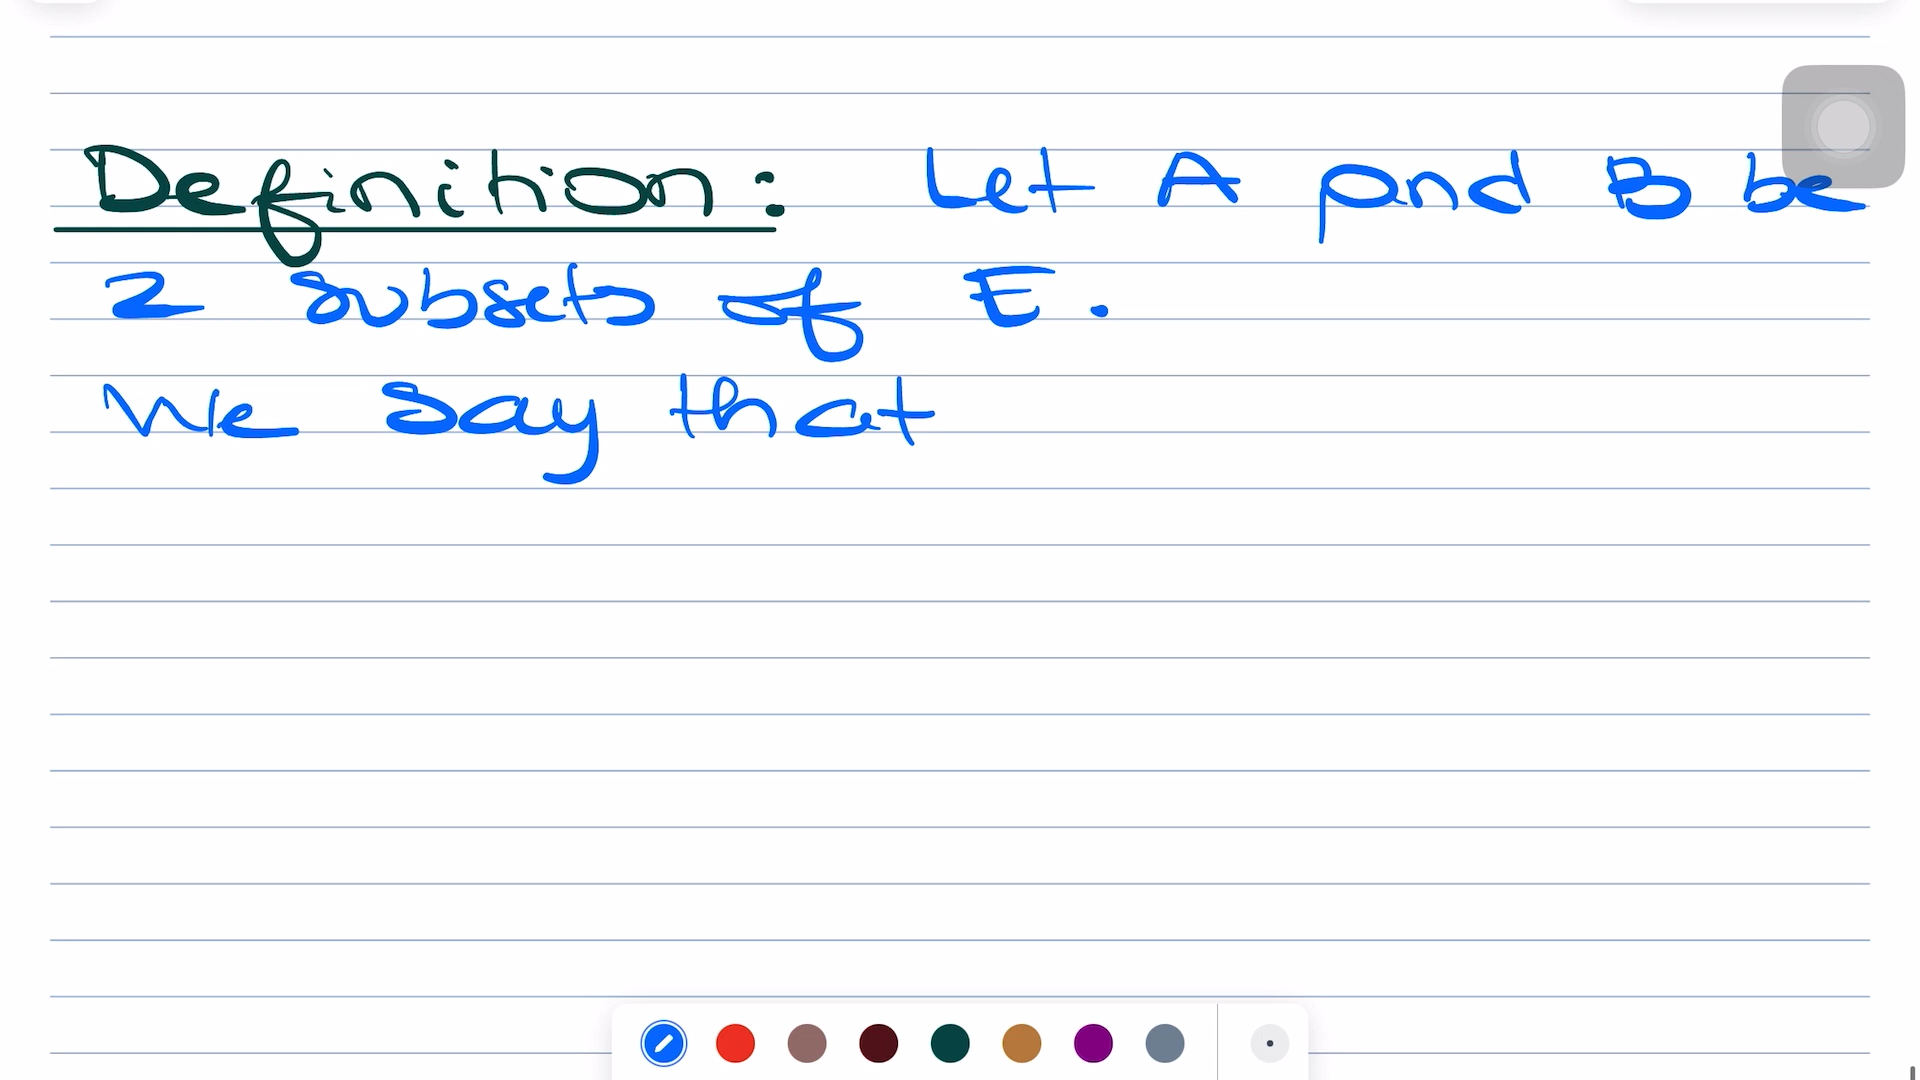 Definition: Let A and B be
2 subsets of E.
We say that